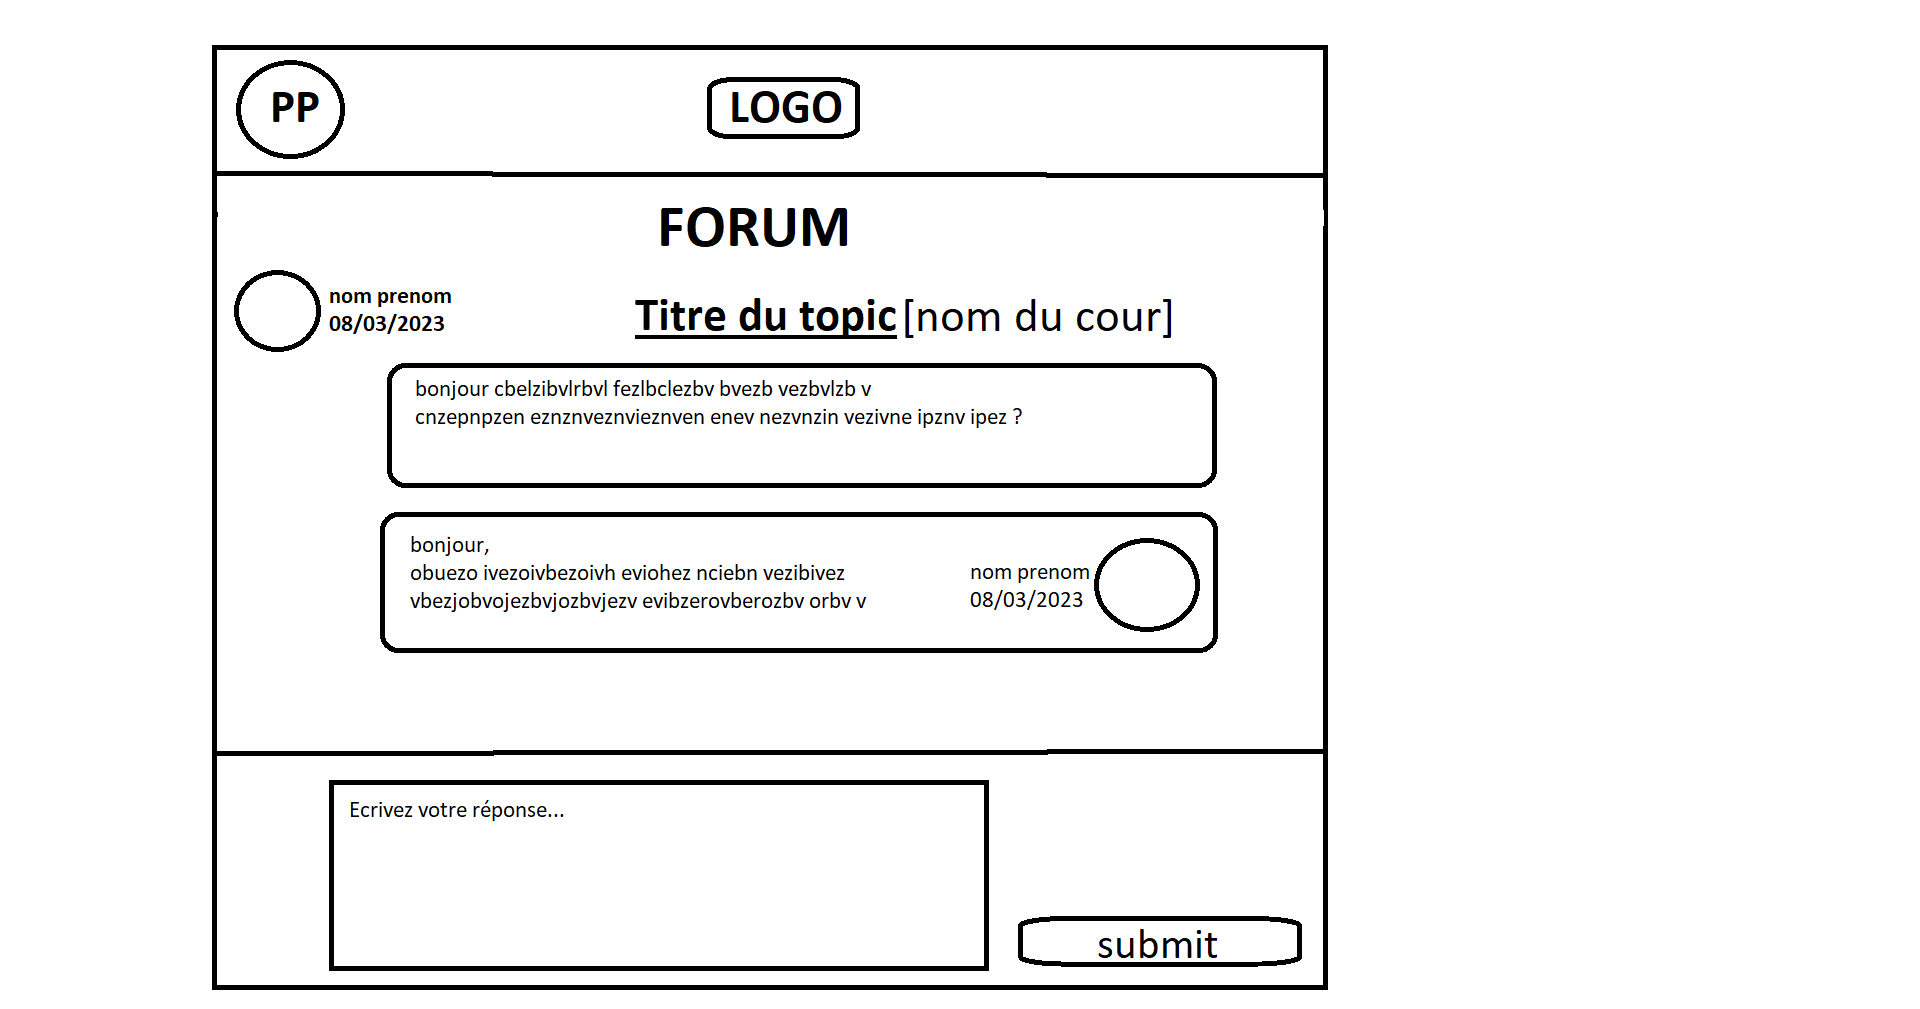 PP
LOGO
FORUM
nom prenom
08/03/2023
Titre du topic [nom du cour]
bonjour cbelzibvlrbvl fezlbclezbv bvezb vezbvlzb v
cnzepnpzen eznznveznvieznven enev nezvnzin vezivne ipznv ipez ?
bonjour,
obuezo ivezoivbezoivh eviohez nciebn vezibivez
vbezjobvojezbvjozbvjezv evibzerovberozbv orbv v
nom prenom
08/03/2023
Ecrivez votre réponse...
submit